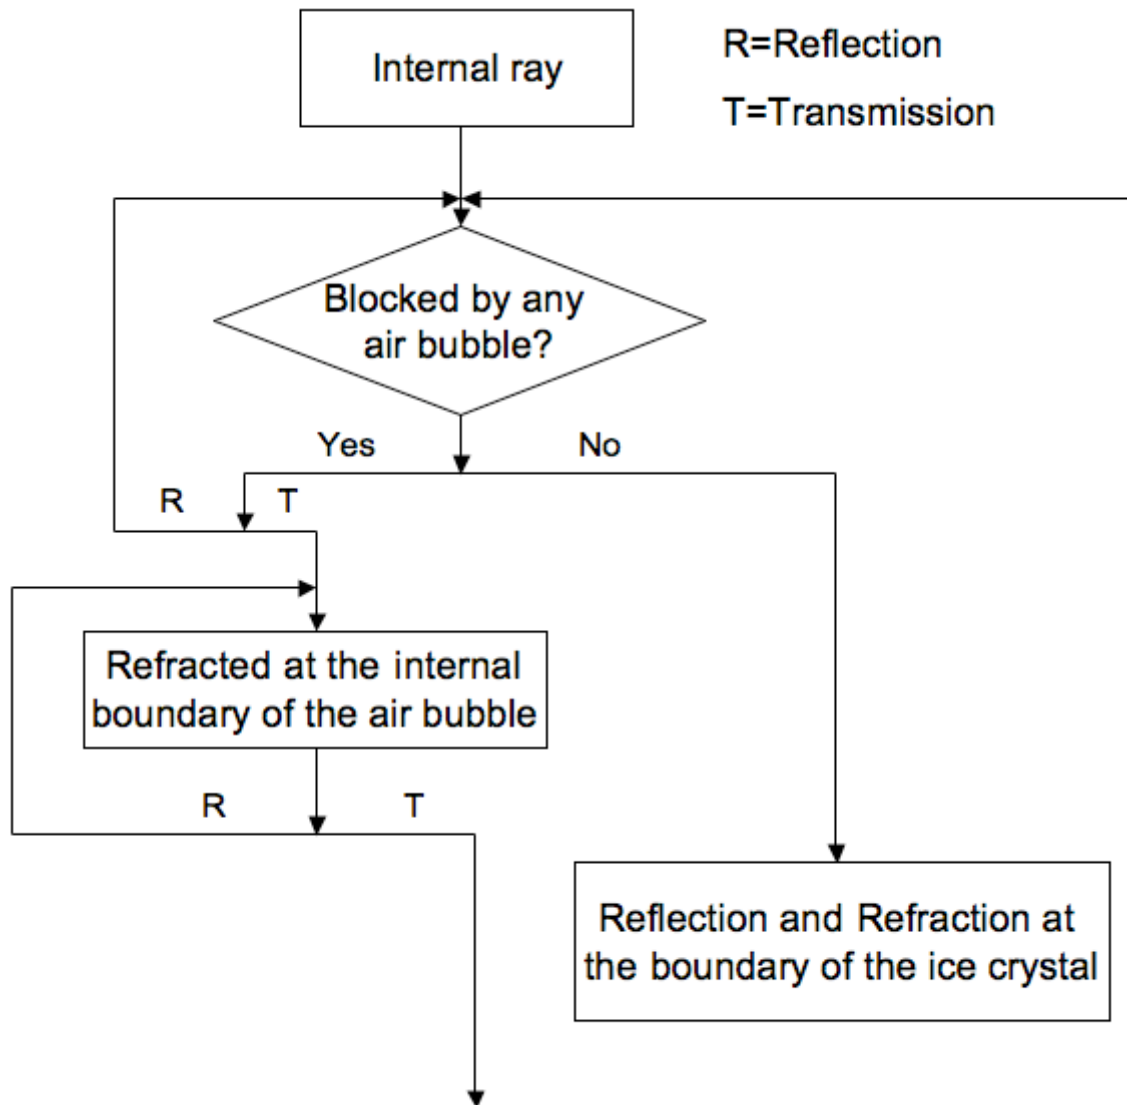 Internal ray
R=Reflection
T=Transmission
Blocked by any
air bubble?
Yes
No
R
T
Refracted at the internal
boundary of the air bubble
R
T
Reflection and Refraction at
the boundary of the ice crystal